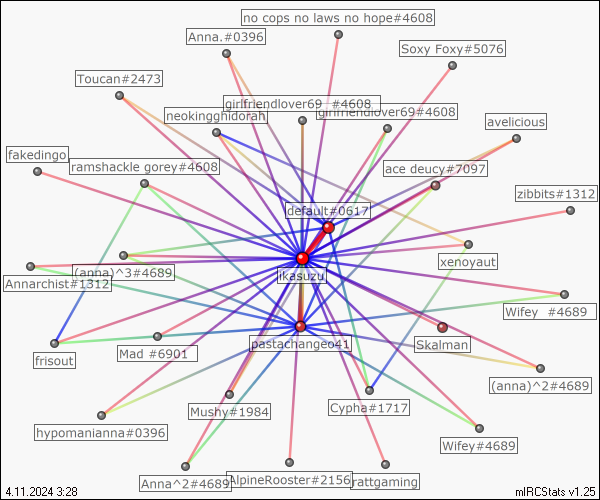 no cops no laws no hope#4608
Anna.#0396
Soxy Foxy#5076
Toucan#2473
girlfriendlover69 #4608
neokingghidorah
girlfriendlover69#4608
avelicious
fakedingo
ramshackle gorey#4608
ace deucy#7097
zibbits#1312
default#0617
xenoyaut
(anna)^3#4689
ikasuzu
Annarchist#1312
Wifey #4689
pastachangeo41
Skalman
frisout
Mad #6901
(anna)^2#4689
Mushy#1984
Cypha#1717
hypomanianna#0396
Wifey#4689
Anna^2#4689
AlpineRooster#2156
rattgaming
4.11.2024 3:28
mIRCStats v1.25